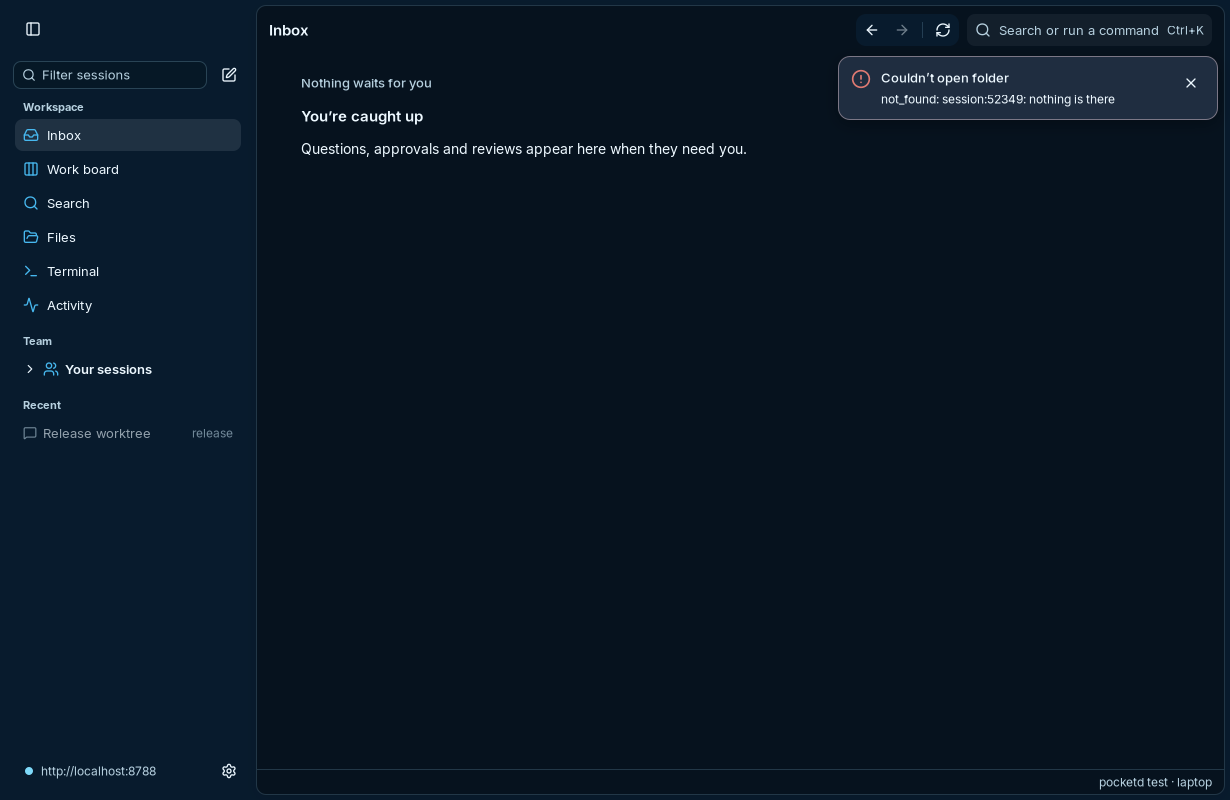 Inbox
Search or run a command Ctrl+K
Filter sessions
Workspace
Inbox
Work board
Search
Files
Terminal
Activity
Team
Your sessions
Recent
Release worktree release
http://localhost:8788
Nothing waits for you
You’re caught up
Questions, approvals and reviews appear here when they need you.
Couldn’t open folder
not_found: session:52349: nothing is there
pocketd test · laptop